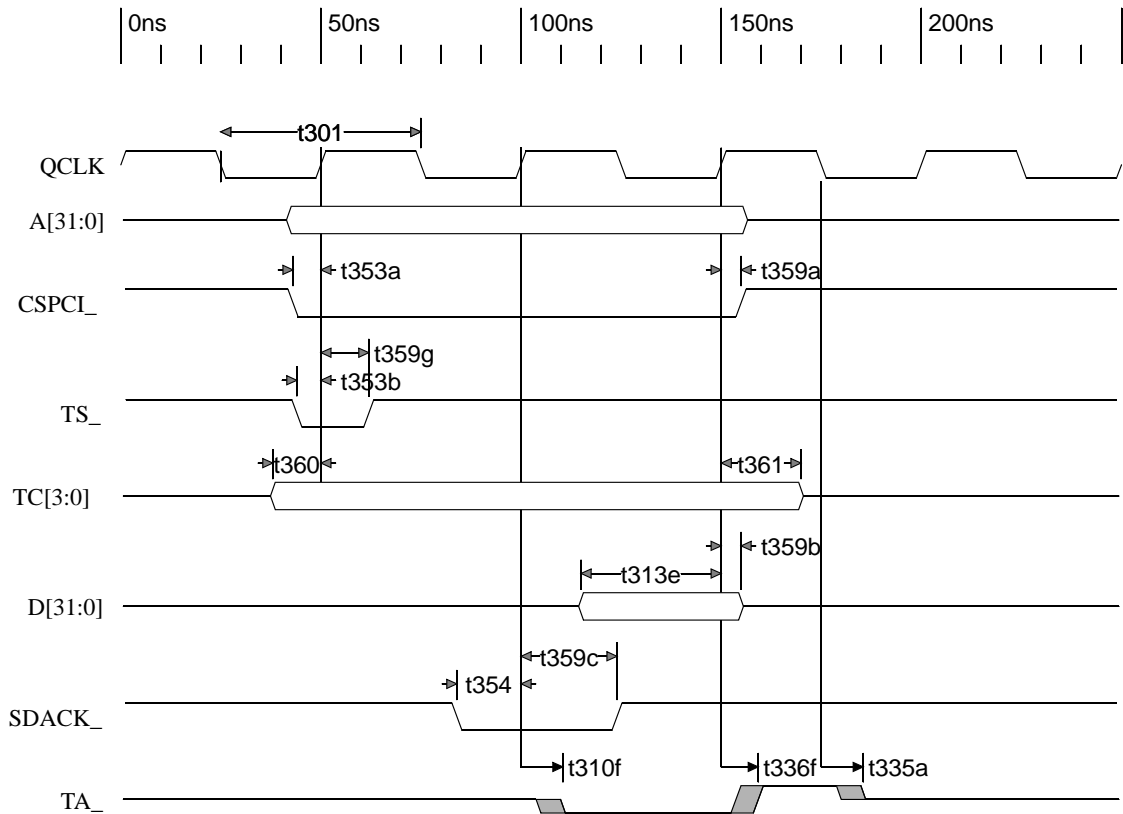 0ns 50ns 100ns 150ns 200ns
t301
QCLK
A[31:0]
t353a t359a
CSPCI_
t359g
t353b
TS_
t360 t361
TC[3:0]
t359b
t313e
D[31:0]
t359c
t354
SDACK_
t310f t336f t335a
TA_